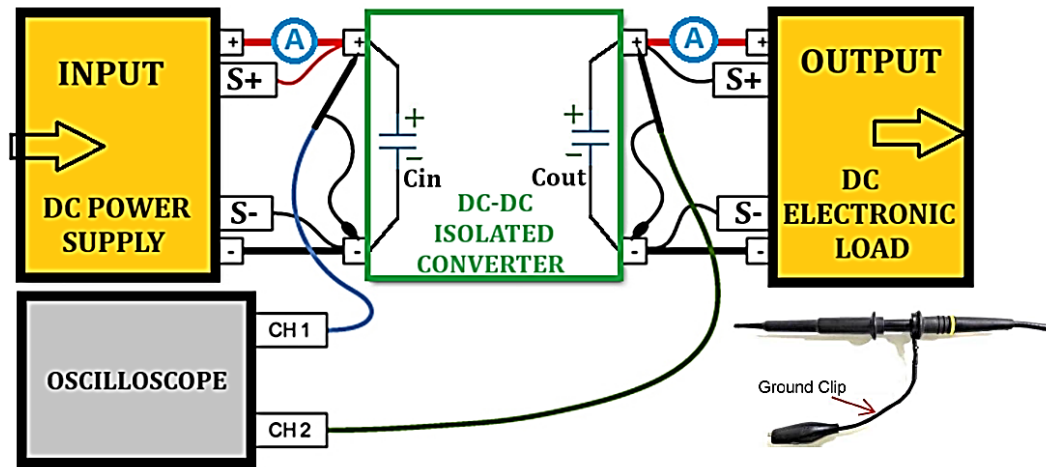 INPUT
DC POWER
SUPPLY
+
S+
S-
-
A
+
-
+
-
Cin
+
-
Cout
DC-DC
ISOLATED
CONVERTER
+
-
A
+
S+
S-
-
OUTPUT
DC
ELECTRONIC
LOAD
OSCILLOSCOPE
CH 1
CH 2
Ground Clip